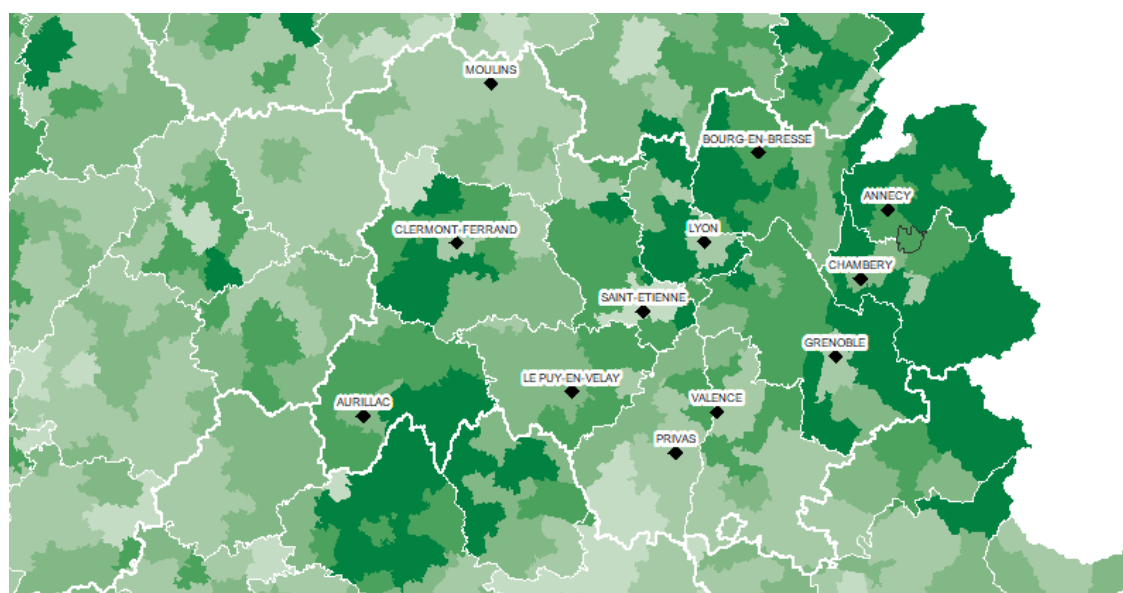 MOULINS
BOURG-EN-BRESSE
ANNECY
CLERMONT-FERRAND
LYON
CHAMBERY
SAINT-ETIENNE
GRENOBLE
LE PUY-EN-VELAY
AURILLAC
VALENCE
PRIVAS